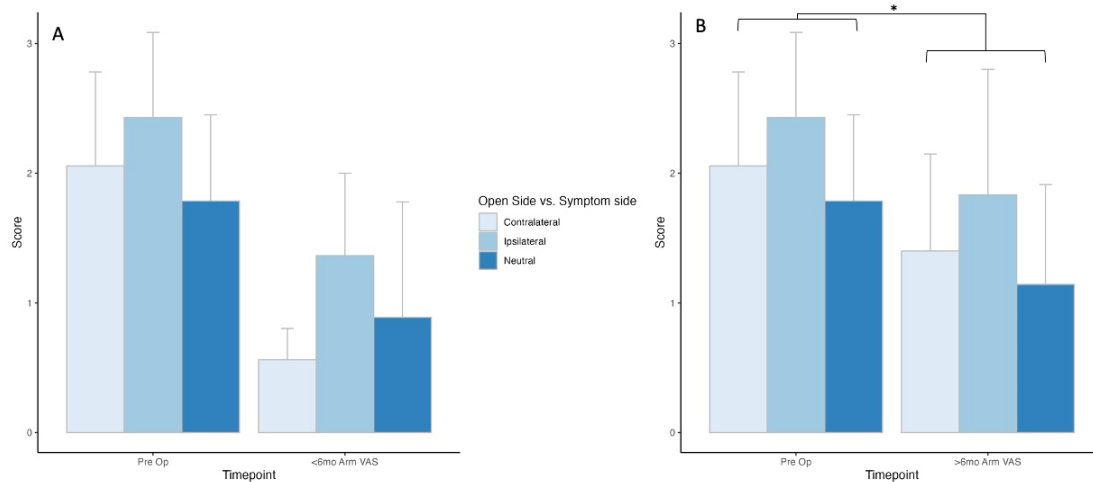 A
3
2
1
0
Score
Pre Op
<6mo Arm VAS
Timepoint
Open Side vs. Symptom side
Contralateral
Ipsilateral
Neutral
B
*
3
2
1
0
Score
Pre Op
>6mo Arm VAS
Timepoint